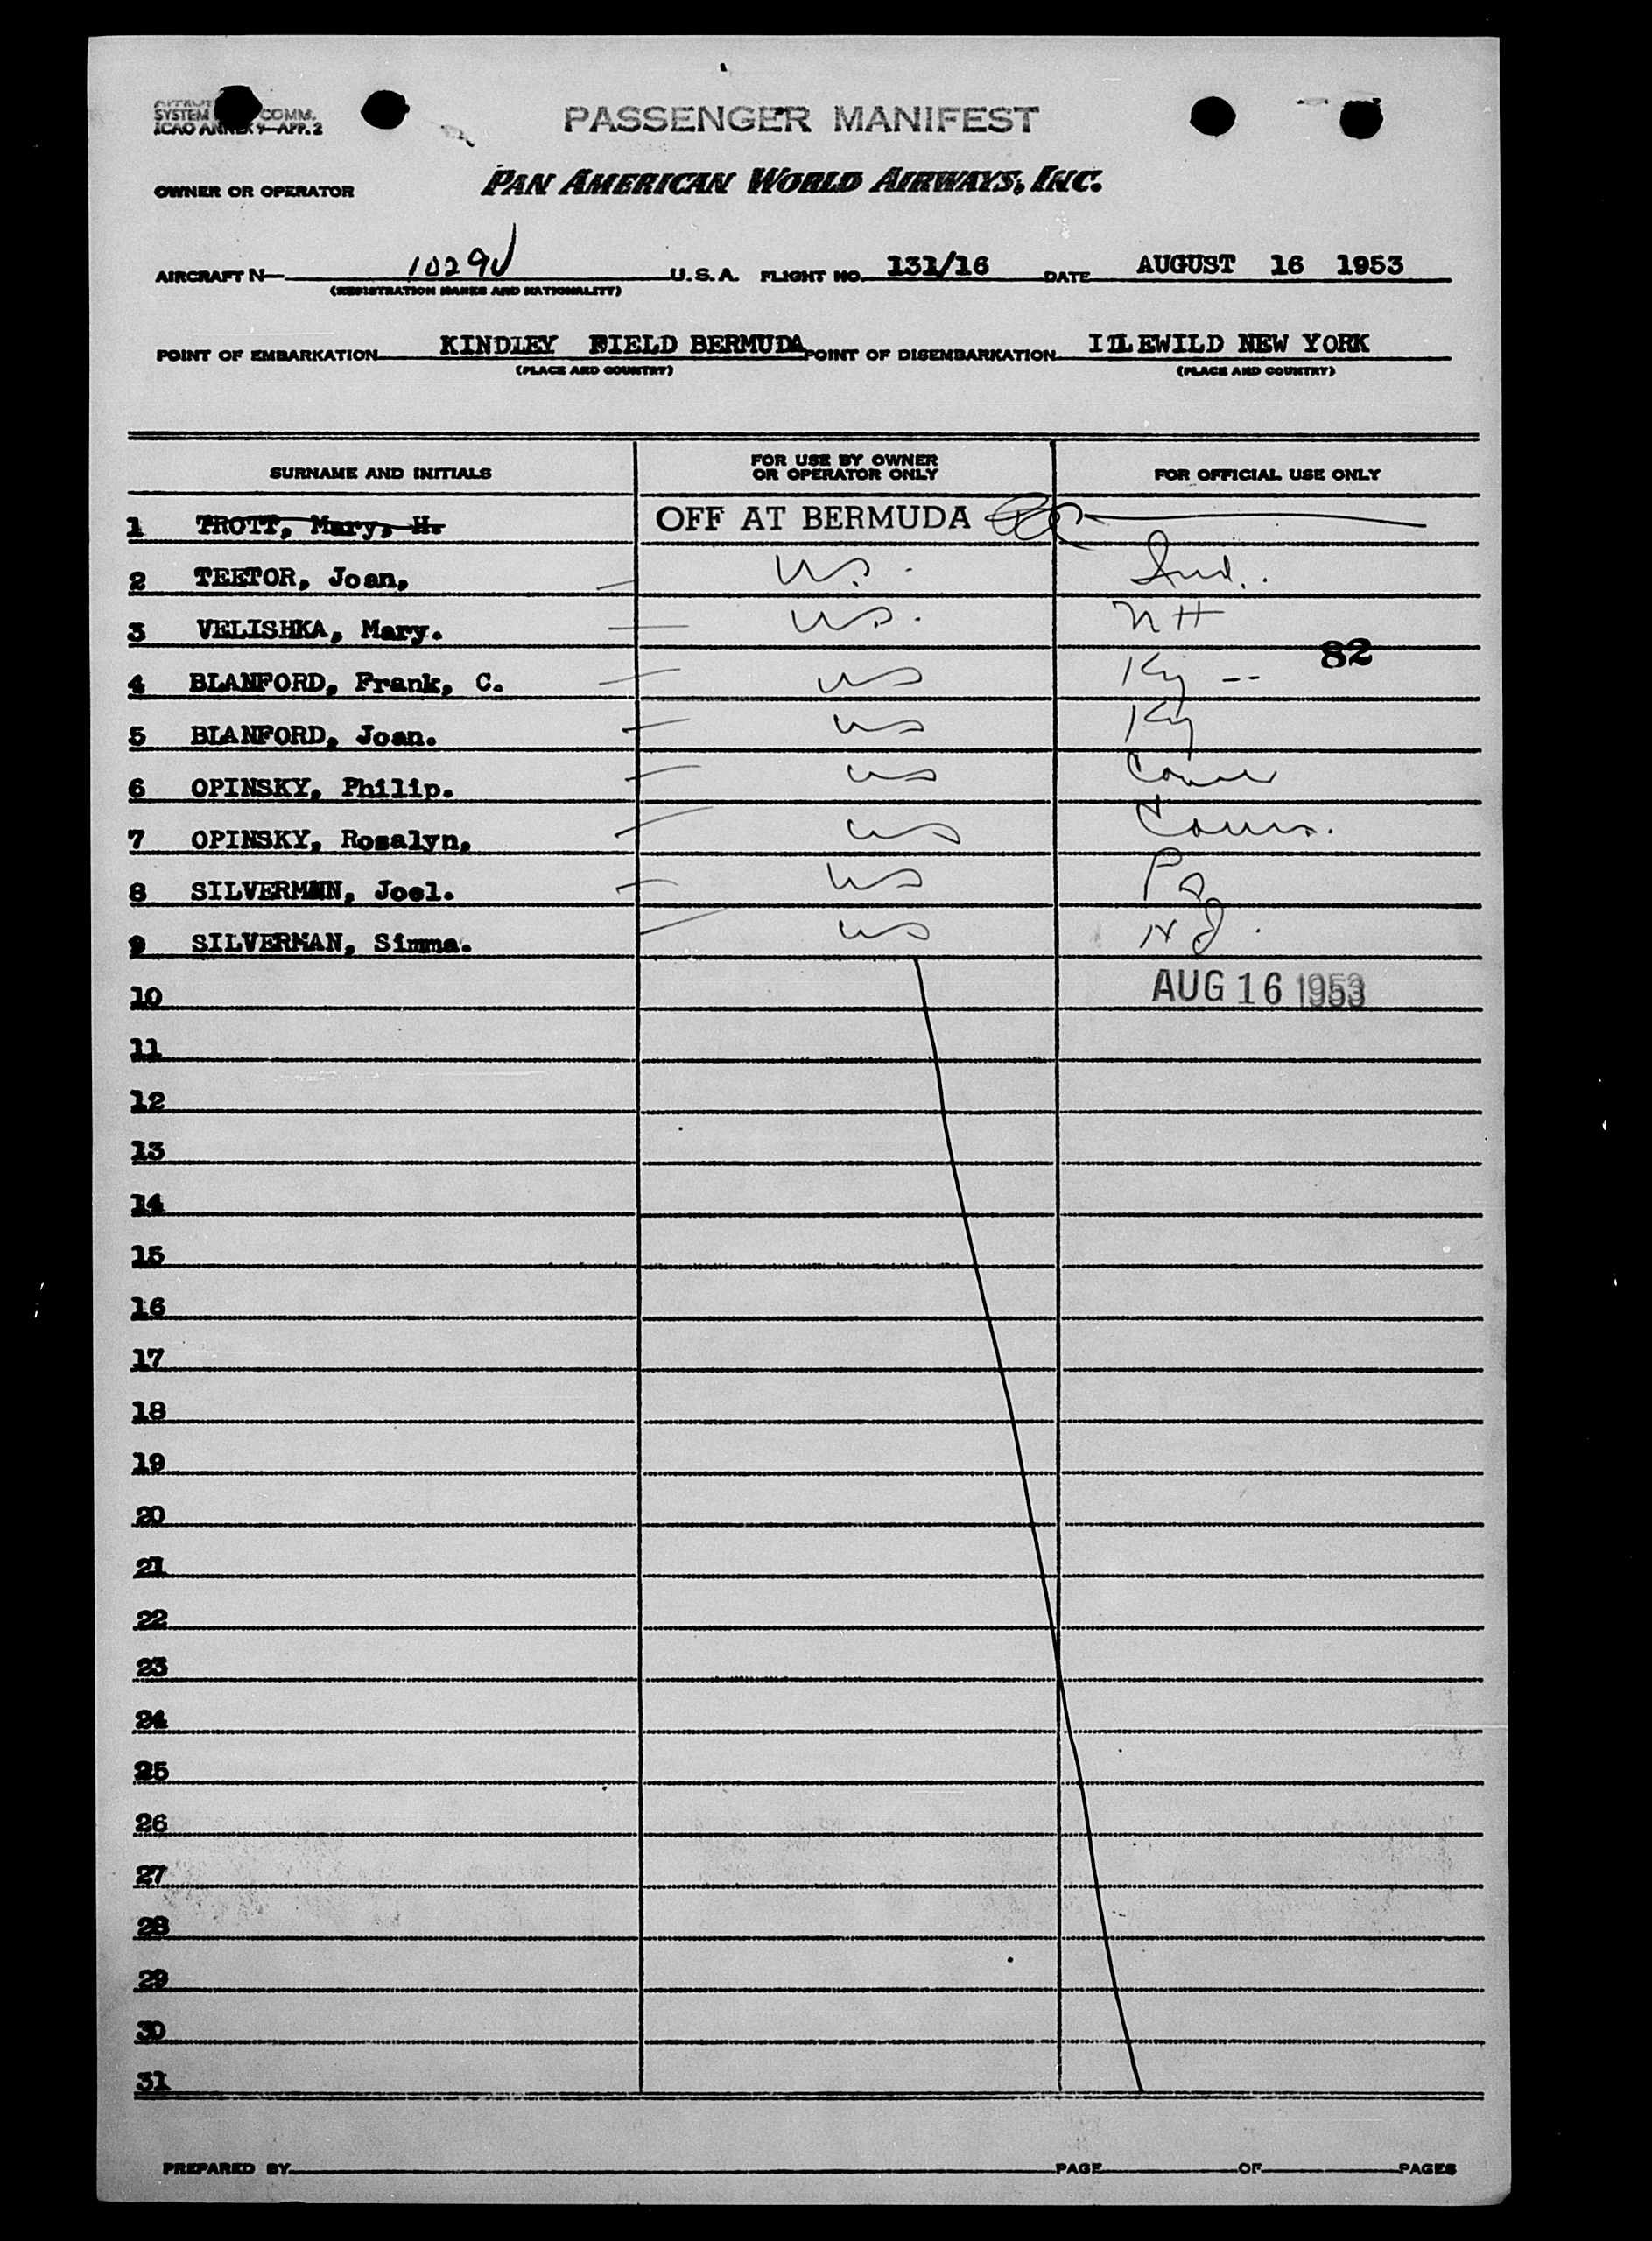 SYSTEM COMM.
ICAO ANNEX 9—APP. 2
PASSENGER MANIFEST
OWNER OR OPERATOR PAN AMERICAN WORLD AIRWAYS, INC.
AIRCRAFT N— 1029V U.S.A. FLIGHT NO. 131/16 DATE AUGUST 16 1953
(REGISTRATION MARKS AND NATIONALITY)
POINT OF EMBARKATION KINDLEY FIELD BERMUDA POINT OF DISEMBARKATION IDLEWILD NEW YORK
(PLACE AND COUNTRY) (PLACE AND COUNTRY)
SURNAME AND INITIALS FOR USE BY OWNER OR OPERATOR ONLY FOR OFFICIAL USE ONLY
1 TROTT, Mary, H. OFF AT BERMUDA
2 TEETOR, Joan, US. Ind.
3 VELISHKA, Mary. US. NH
82
4 BLANFORD, Frank, C. US Ky --
5 BLANFORD, Joan. US Ky
6 OPINSKY, Philip. US Conn
7 OPINSKY, Rosalyn, US Conn.
8 SILVERMAN, Joel. US Pa
9 SILVERMAN, Simma. US NJ.
10 AUG 16 1953
11
12
13
14
15
16
17
18
19
20
21
22
23
24
25
26
27
28
29
30
31
PREPARED BY PAGE OF PAGES